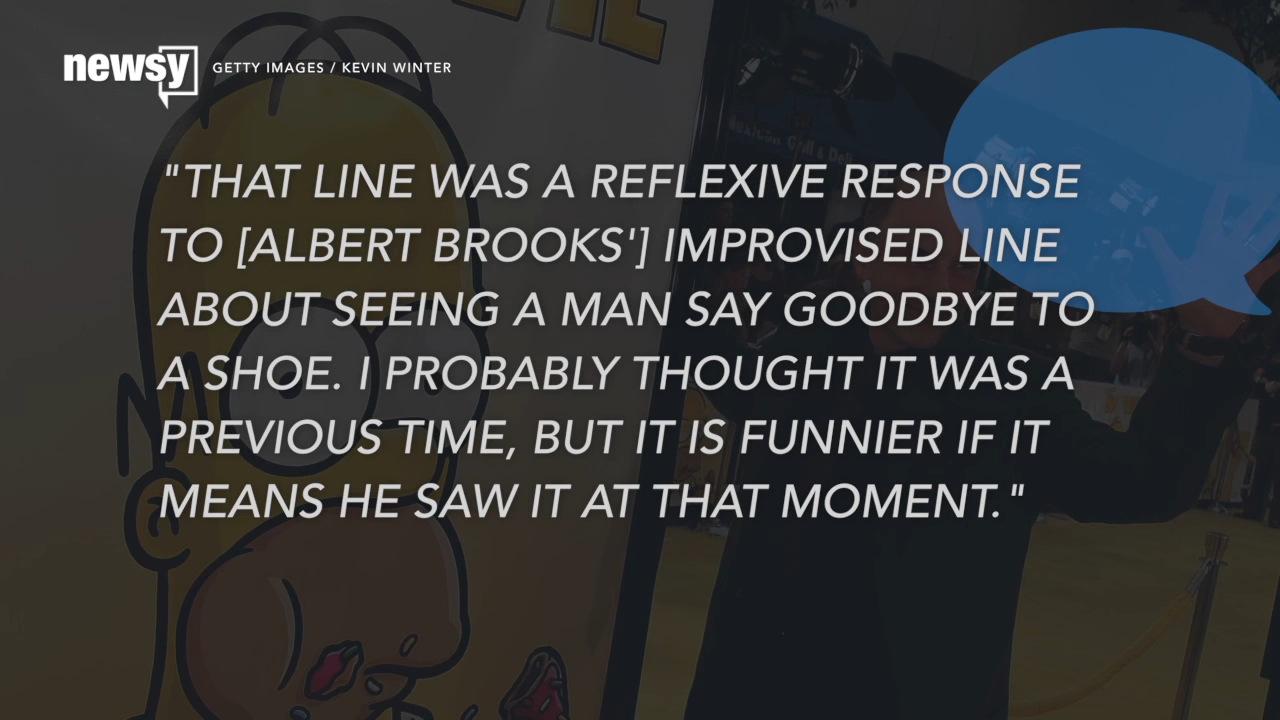 newsy
GETTY IMAGES / KEVIN WINTER
"THAT LINE WAS A REFLEXIVE RESPONSE
TO [ALBERT BROOKS'] IMPROVISED LINE
ABOUT SEEING A MAN SAY GOODBYE TO
A SHOE. I PROBABLY THOUGHT IT WAS A
PREVIOUS TIME, BUT IT IS FUNNIER IF IT
MEANS HE SAW IT AT THAT MOMENT."